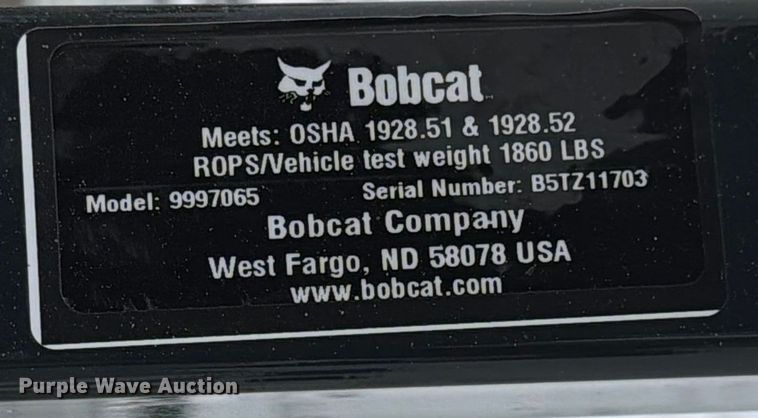 Bobcat
Meets: OSHA 1928.51 & 1928.52
ROPS/Vehicle test weight 1860 LBS
Model: 9997065 Serial Number: B5TZ11703
Bobcat Company
West Fargo, ND 58078 USA
www.bobcat.com
Purple Wave Auction